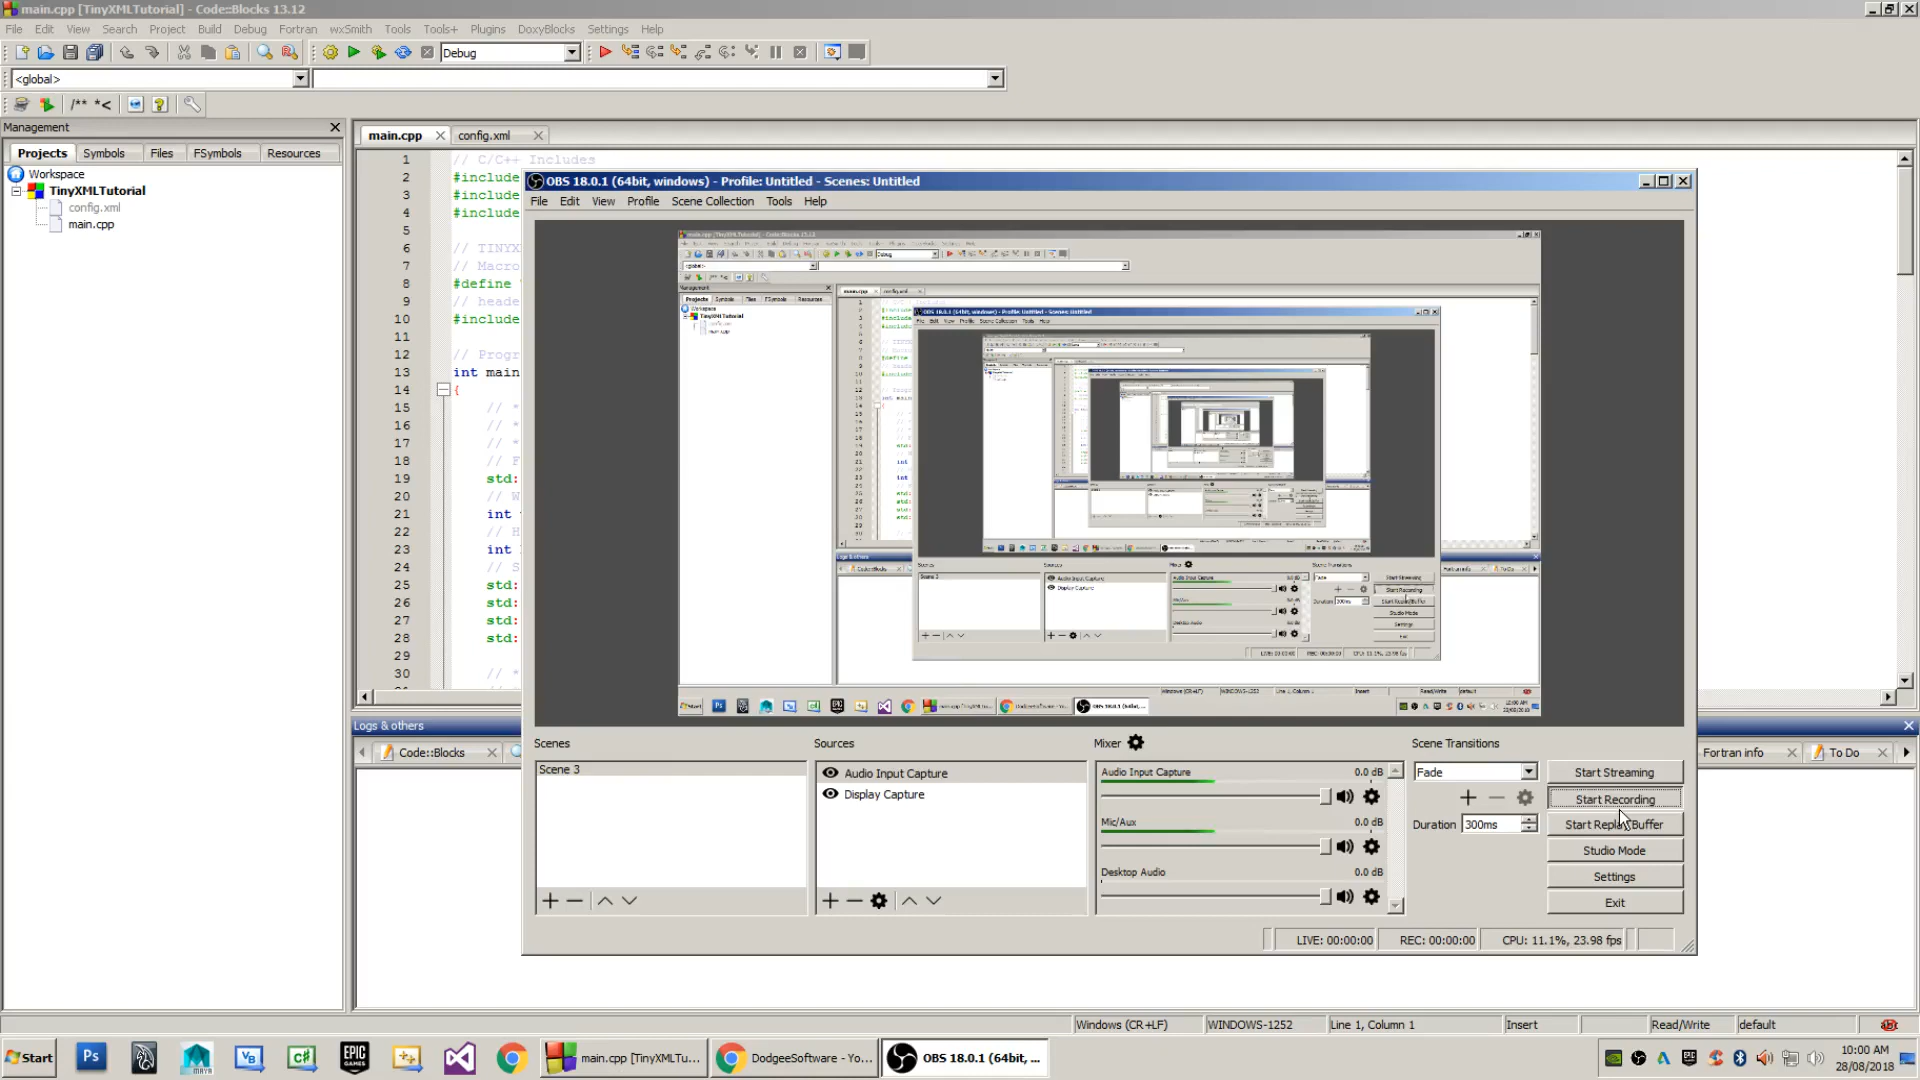 main.cpp [TinyXMLTutorial] - Code::Blocks 13.12
File Edit View Search Project Build Debug Fortran wxSmith Tools Tools+ Plugins DoxyBlocks Settings Help
Debug
<global>
/** *<
Management
Projects Symbols Files FSymbols Resources
Workspace
TinyXMLTutorial
config.xml
main.cpp
main.cpp config.xml
1 // C/C++ Includes
2 #include
3 #include
4 #include
5
6 // TINYX
7 // Macro
8 #define
9 // heade
10 #include
11
12 // Progr
13 int main
14 {
15 // *
16 // *
17 // *
18 // F
19 std:
20 // W
21 int
22 // H
23 int
24 // S
25 std:
26 std:
27 std:
28 std:
29
30 // *
OBS 18.0.1 (64bit, windows) - Profile: Untitled - Scenes: Untitled
File Edit View Profile Scene Collection Tools Help
Scenes
Scene 3
Sources
Audio Input Capture
Display Capture
Mixer
Audio Input Capture 0.0 dB
Mic/Aux 0.0 dB
Desktop Audio 0.0 dB
Scene Transitions
Fade
Duration 300ms
Start Streaming
Start Recording
Start Replay Buffer
Studio Mode
Settings
Exit
LIVE: 00:00:00 REC: 00:00:00 CPU: 11.1%, 23.98 fps
Logs & others
Code::Blocks
Fortran info To Do
Windows (CR+LF) WINDOWS-1252 Line 1, Column 1 Insert Read/Write default
Start
Ps
VB
C#
EPIC GAMES
MAYA
main.cpp [TinyXMLTu...
DodgeeSoftware - Yo...
OBS 18.0.1 (64bit, ...
10:00 AM
28/08/2018